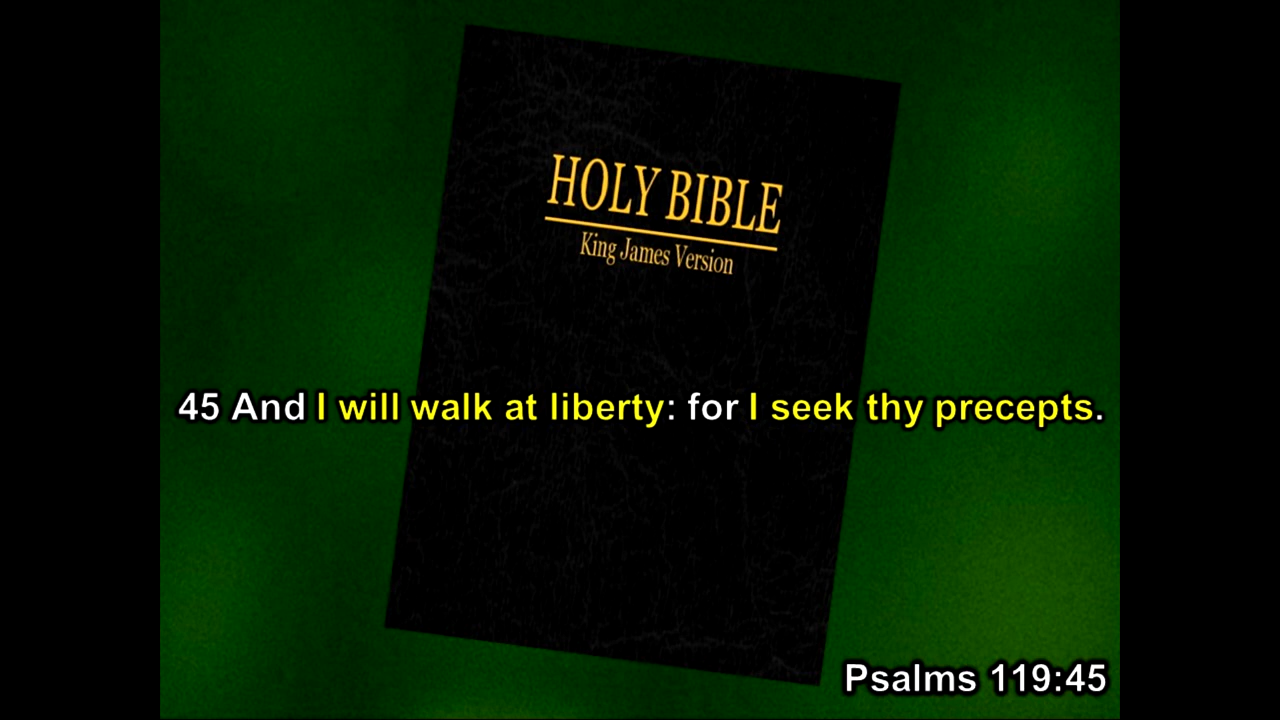 HOLY BIBLE
King James Version
45 And I will walk at liberty: for I seek thy precepts.
Psalms 119:45